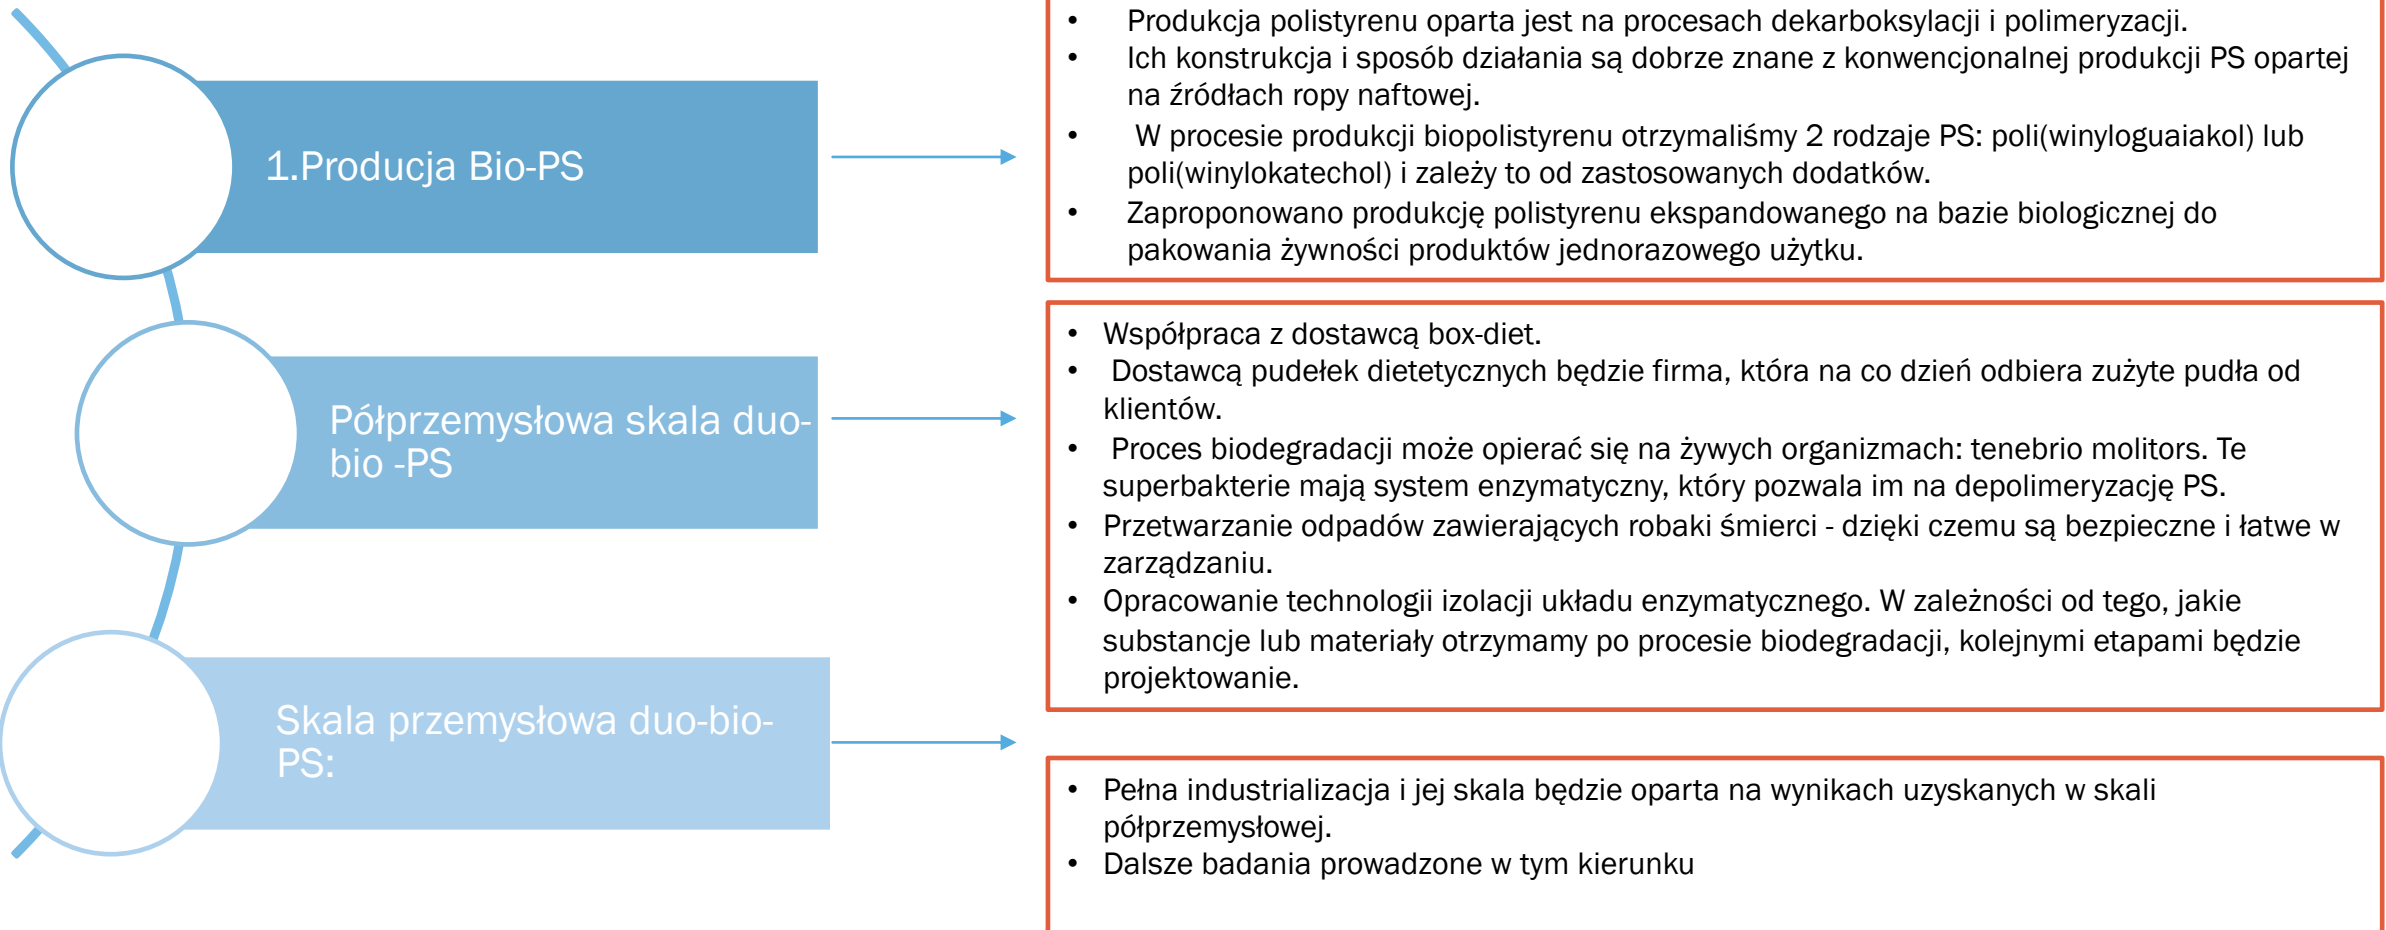 1.Producja Bio-PS
• Produkcja polistyrenu oparta jest na procesach dekarboksylacji i polimeryzacji.
• Ich konstrukcja i sposób działania są dobrze znane z konwencjonalnej produkcji PS opartej
na źródłach ropy naftowej.
• W procesie produkcji biopolistyrenu otrzymaliśmy 2 rodzaje PS: poli(winyloguaiakol) lub
poli(winylokatechol) i zależy to od zastosowanych dodatków.
• Zaproponowano produkcję polistyrenu ekspandowanego na bazie biologicznej do
pakowania żywności produktów jednorazowego użytku.
Półprzemysłowa skala duo-
bio -PS
• Współpraca z dostawcą box-diet.
• Dostawcą pudełek dietetycznych będzie firma, która na co dzień odbiera zużyte pudła od
klientów.
• Proces biodegradacji może opierać się na żywych organizmach: tenebrio molitors. Te
superbakterie mają system enzymatyczny, który pozwala im na depolimeryzację PS.
• Przetwarzanie odpadów zawierających robaki śmierci - dzięki czemu są bezpieczne i łatwe w
zarządzaniu.
• Opracowanie technologii izolacji układu enzymatycznego. W zależności od tego, jakie
substancje lub materiały otrzymamy po procesie biodegradacji, kolejnymi etapami będzie
projektowanie.
Skala przemysłowa duo-bio-
PS:
• Pełna industrializacja i jej skala będzie oparta na wynikach uzyskanych w skali
półprzemysłowej.
• Dalsze badania prowadzone w tym kierunku